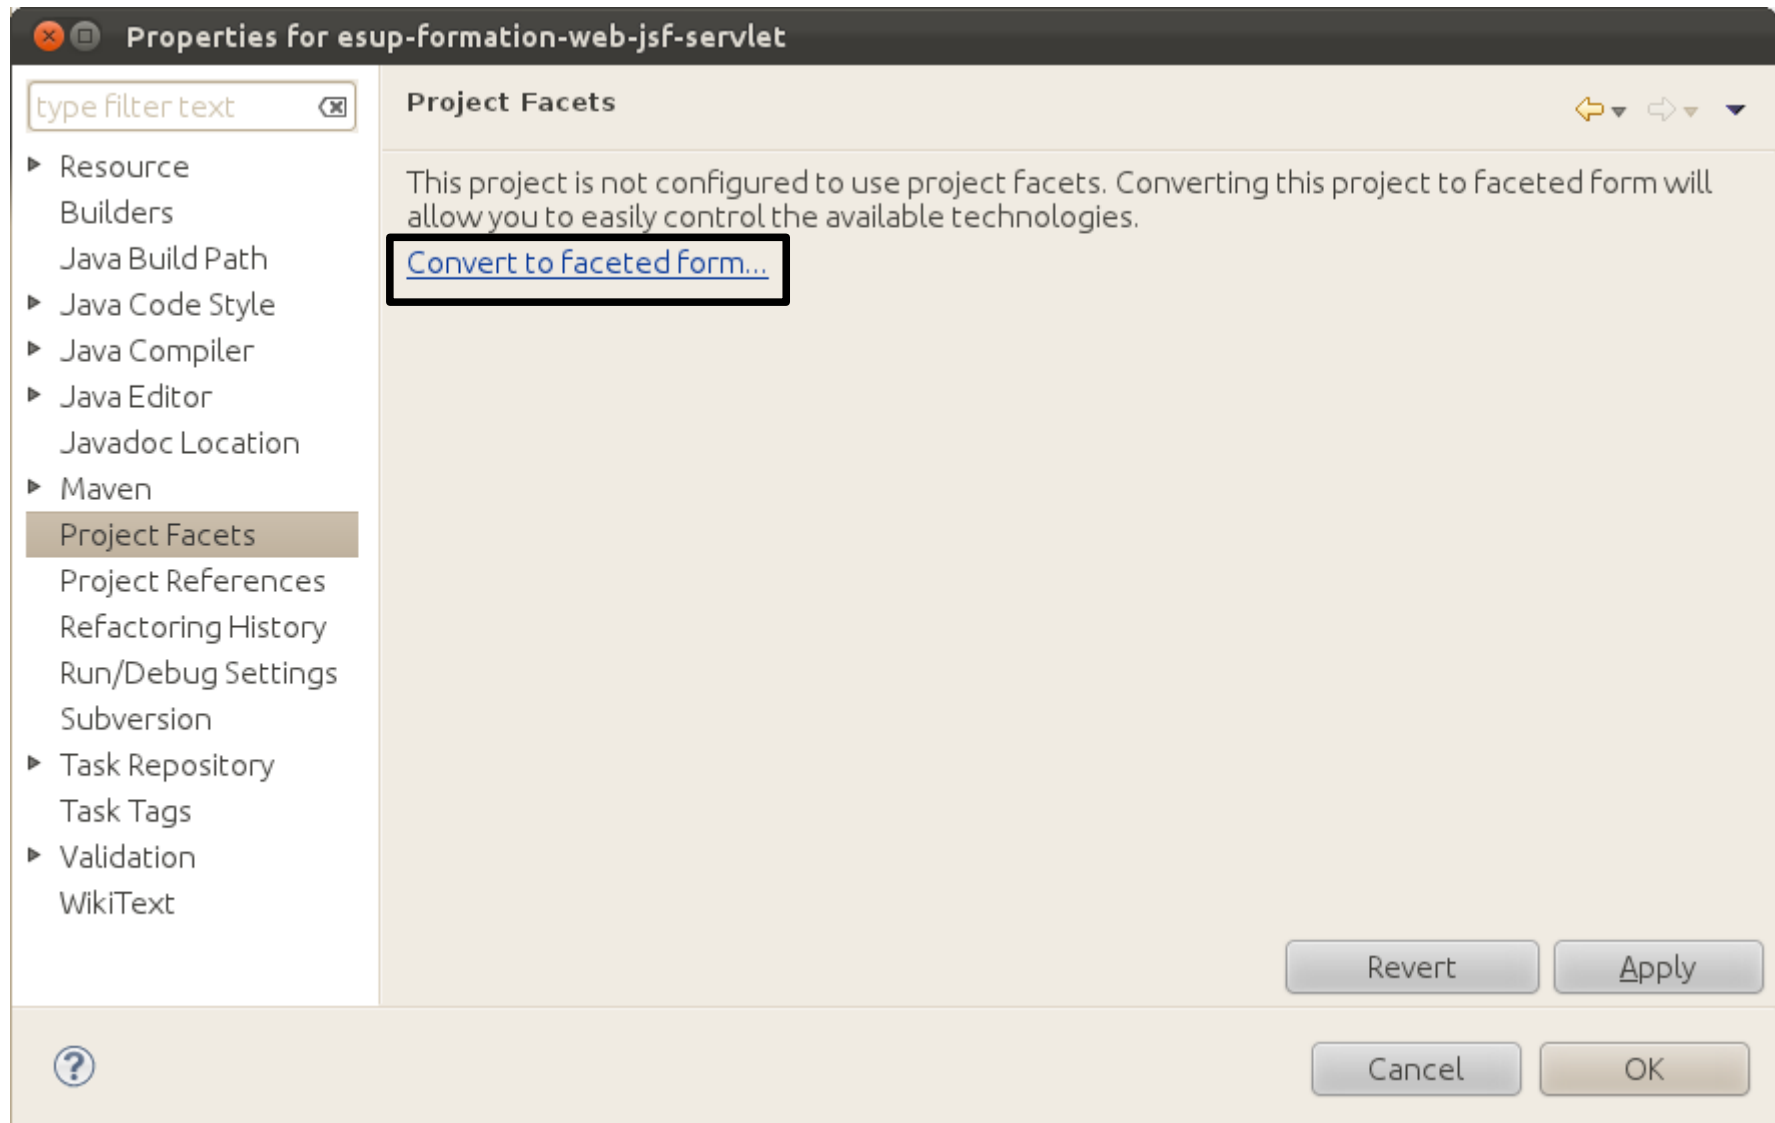 Properties for esup-formation-web-jsf-servlet
type filter text
Resource
Builders
Java Build Path
Java Code Style
Java Compiler
Java Editor
Javadoc Location
Maven
Project Facets
Project References
Refactoring History
Run/Debug Settings
Subversion
Task Repository
Task Tags
Validation
WikiText
Project Facets
This project is not configured to use project facets. Converting this project to faceted form will
allow you to easily control the available technologies.
Convert to faceted form...
Revert
Apply
?
Cancel
OK